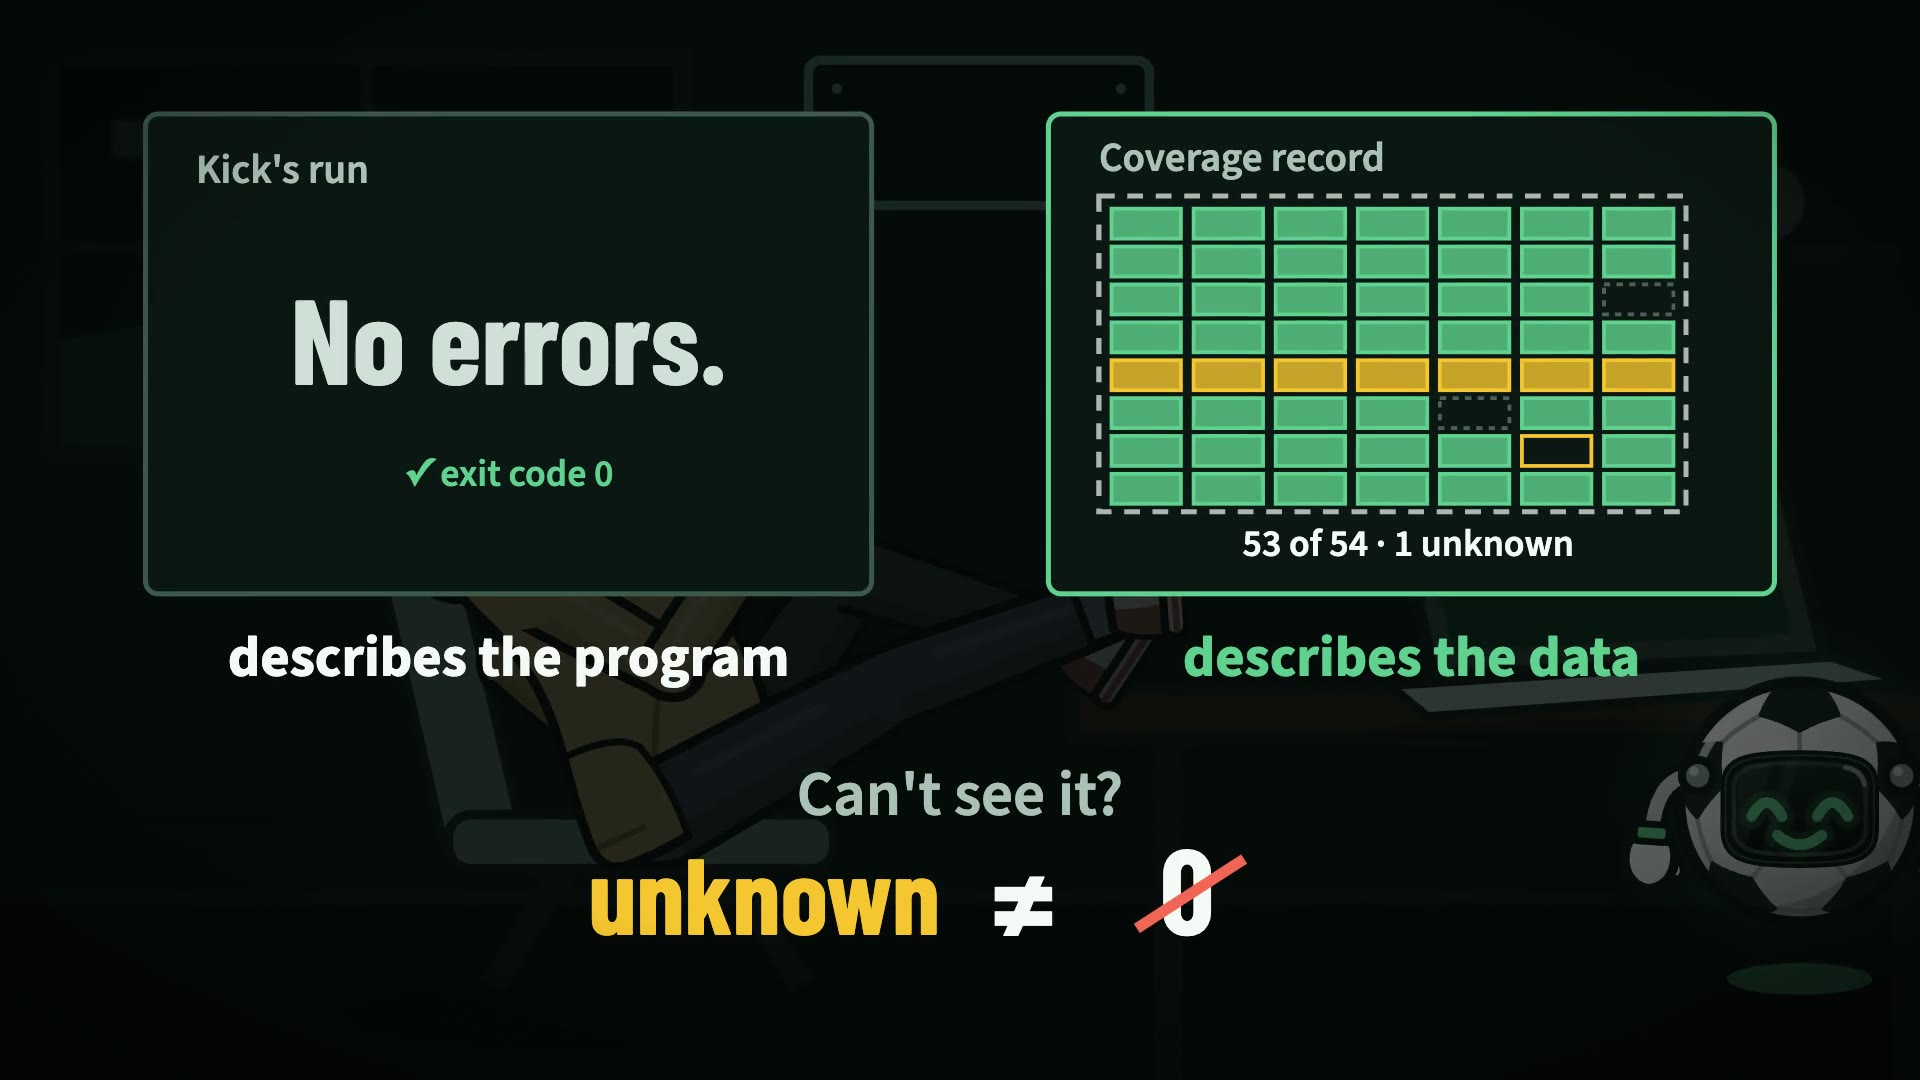 Kick's run
No errors.
✓ exit code 0
describes the program
Coverage record
53 of 54 · 1 unknown
describes the data
Can't see it?
unknown ≠ 0